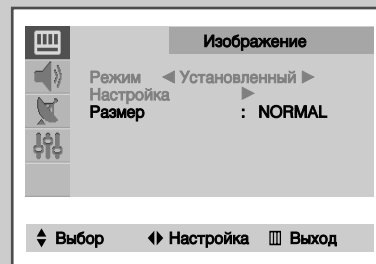 Изображение
Режим ◀ Установленный ▶
Настройка ▶
Размер : NORMAL
Выбор Настройка Выход